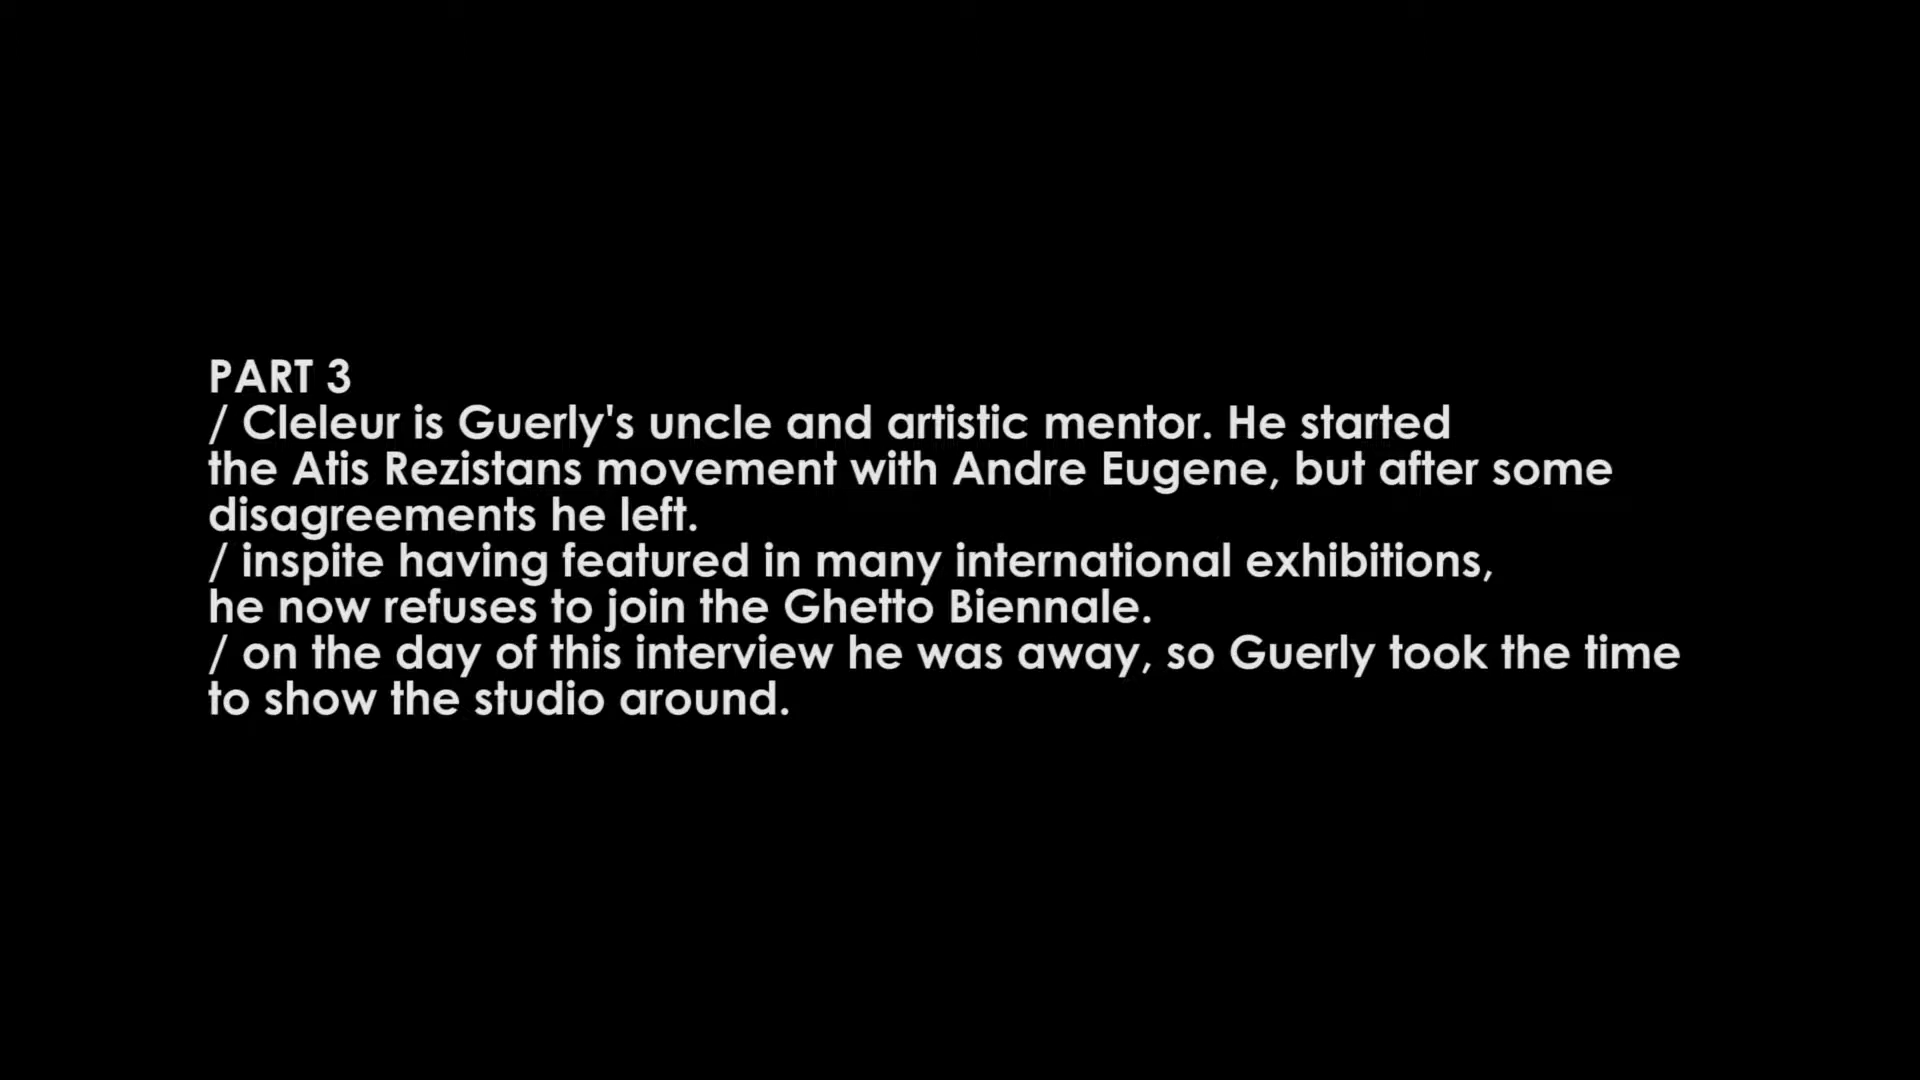 PART 3
/ Cleleur is Guerly's uncle and artistic mentor. He started
the Atis Rezistans movement with Andre Eugene, but after some
disagreements he left.
/ inspite having featured in many international exhibitions,
he now refuses to join the Ghetto Biennale.
/ on the day of this interview he was away, so Guerly took the time
to show the studio around.